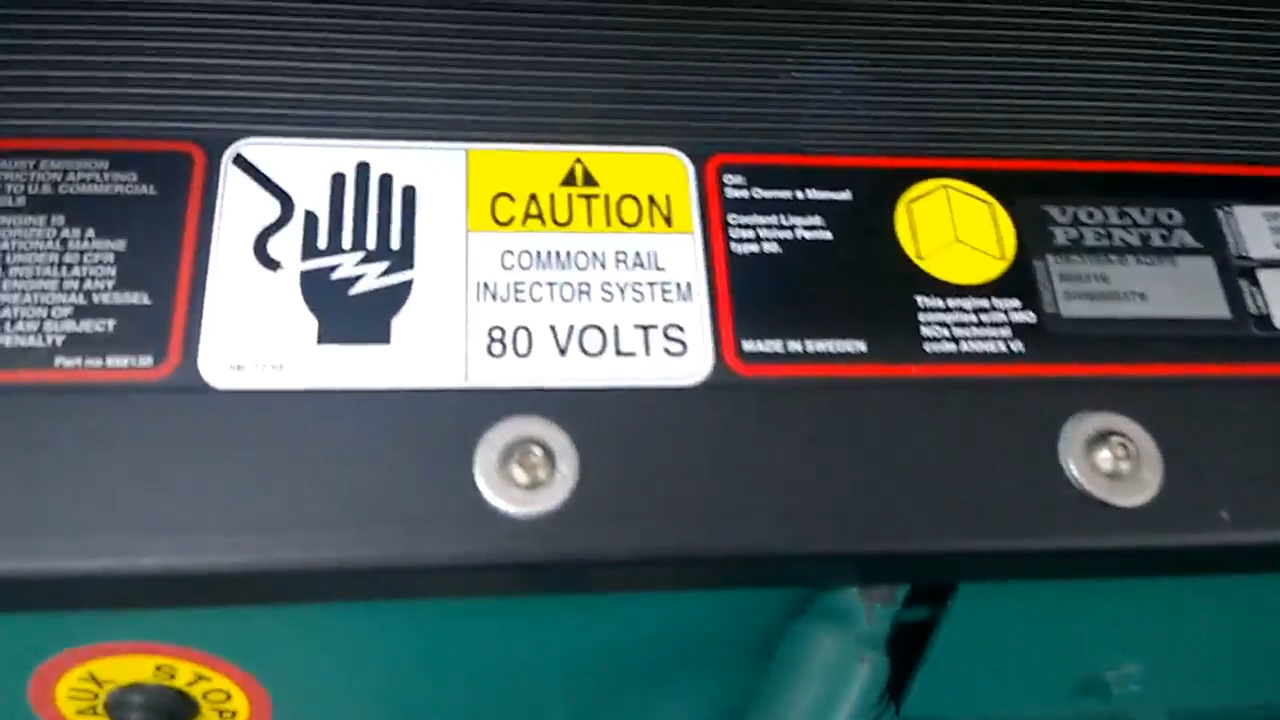 AUST EMISSION
TRICTION APPLYING
TO U.S. COMMERCIAL
ENGINE IS
ORIZED AS A
ATIONAL MARINE
UNDER 40 CFR
INSTALLATION
ENGINE IN ANY
REATIONAL VESSEL
ATION OF
LAW SUBJECT
PENALTY
Part no
CAUTION
COMMON RAIL
INJECTOR SYSTEM
80 VOLTS
Oil:
See Owner's Manual
Coolant Liquid:
Use Volvo Penta
type 80.
MADE IN SWEDEN
This engine type
complies with IMO
NOx technical
code ANNEX VI
VOLVO
PENTA
AUX STOP